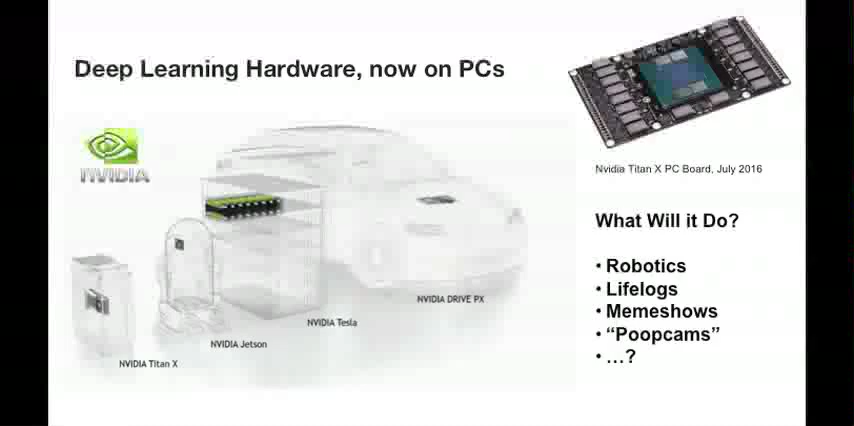 Deep Learning Hardware, now on PCs
nVIDIA
Nvidia Titan X PC Board, July 2016
What Will it Do?
• Robotics
• Lifelogs
• Memeshows
• “Poopcams”
• …?
NVIDIA DRIVE PX
NVIDIA Tesla
NVIDIA Jetson
NVIDIA Titan X